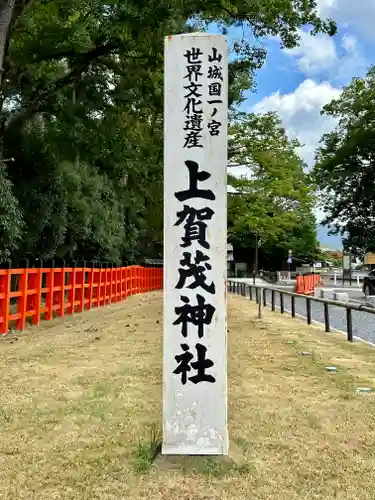 山城国一ノ宮
世界文化遺産
上賀茂神社